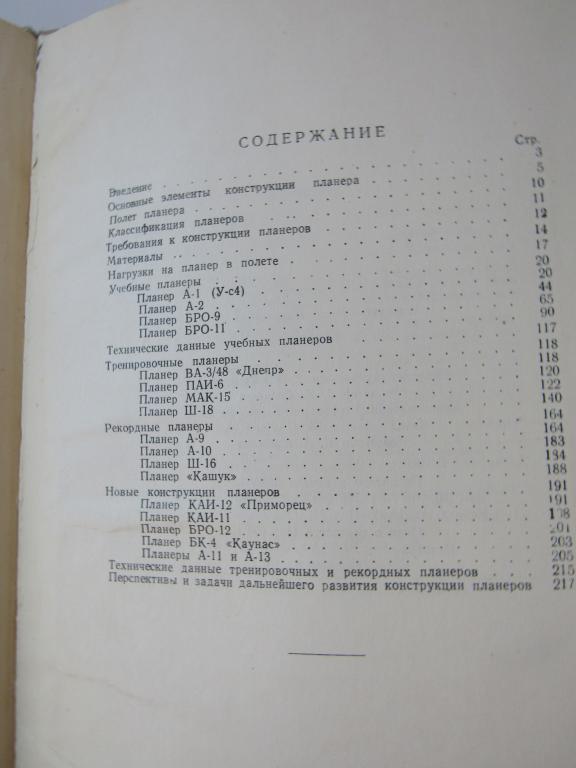 СОДЕРЖАНИЕ
Стр.
Введение . . . 3
Основные элементы конструкции планера . . . 5
Полет планера . . . 10
Классификация планеров . . . 11
Требования к конструкции планеров . . . 12
Материалы . . . 14
Нагрузки на планер в полете . . . 17
Учебные планеры . . . 20
Планер А-1 (У-с4) . . . 20
Планер А-2 . . . 44
Планер БРО-9 . . . 65
Планер БРО-11 . . . 90
Технические данные учебных планеров . . . 117
Тренировочные планеры . . . 118
Планер ВА-3/48 «Днепр» . . . 118
Планер ПАИ-6 . . . 120
Планер МАК-15 . . . 122
Планер Ш-18 . . . 140
Рекордные планеры . . . 164
Планер А-9 . . . 164
Планер А-10 . . . 183
Планер Ш-16 . . . 184
Планер «Кашук» . . . 188
Новые конструкции планеров . . . 191
Планер КАИ-12 «Приморец» . . . 191
Планер КАИ-11 . . . 198
Планер БРО-12 . . . 201
Планер БК-4 «Каунас» . . . 203
Планеры А-11 и А-13 . . . 205
Технические данные тренировочных и рекордных планеров . . . 215
Перспективы и задачи дальнейшего развития конструкции планеров 217